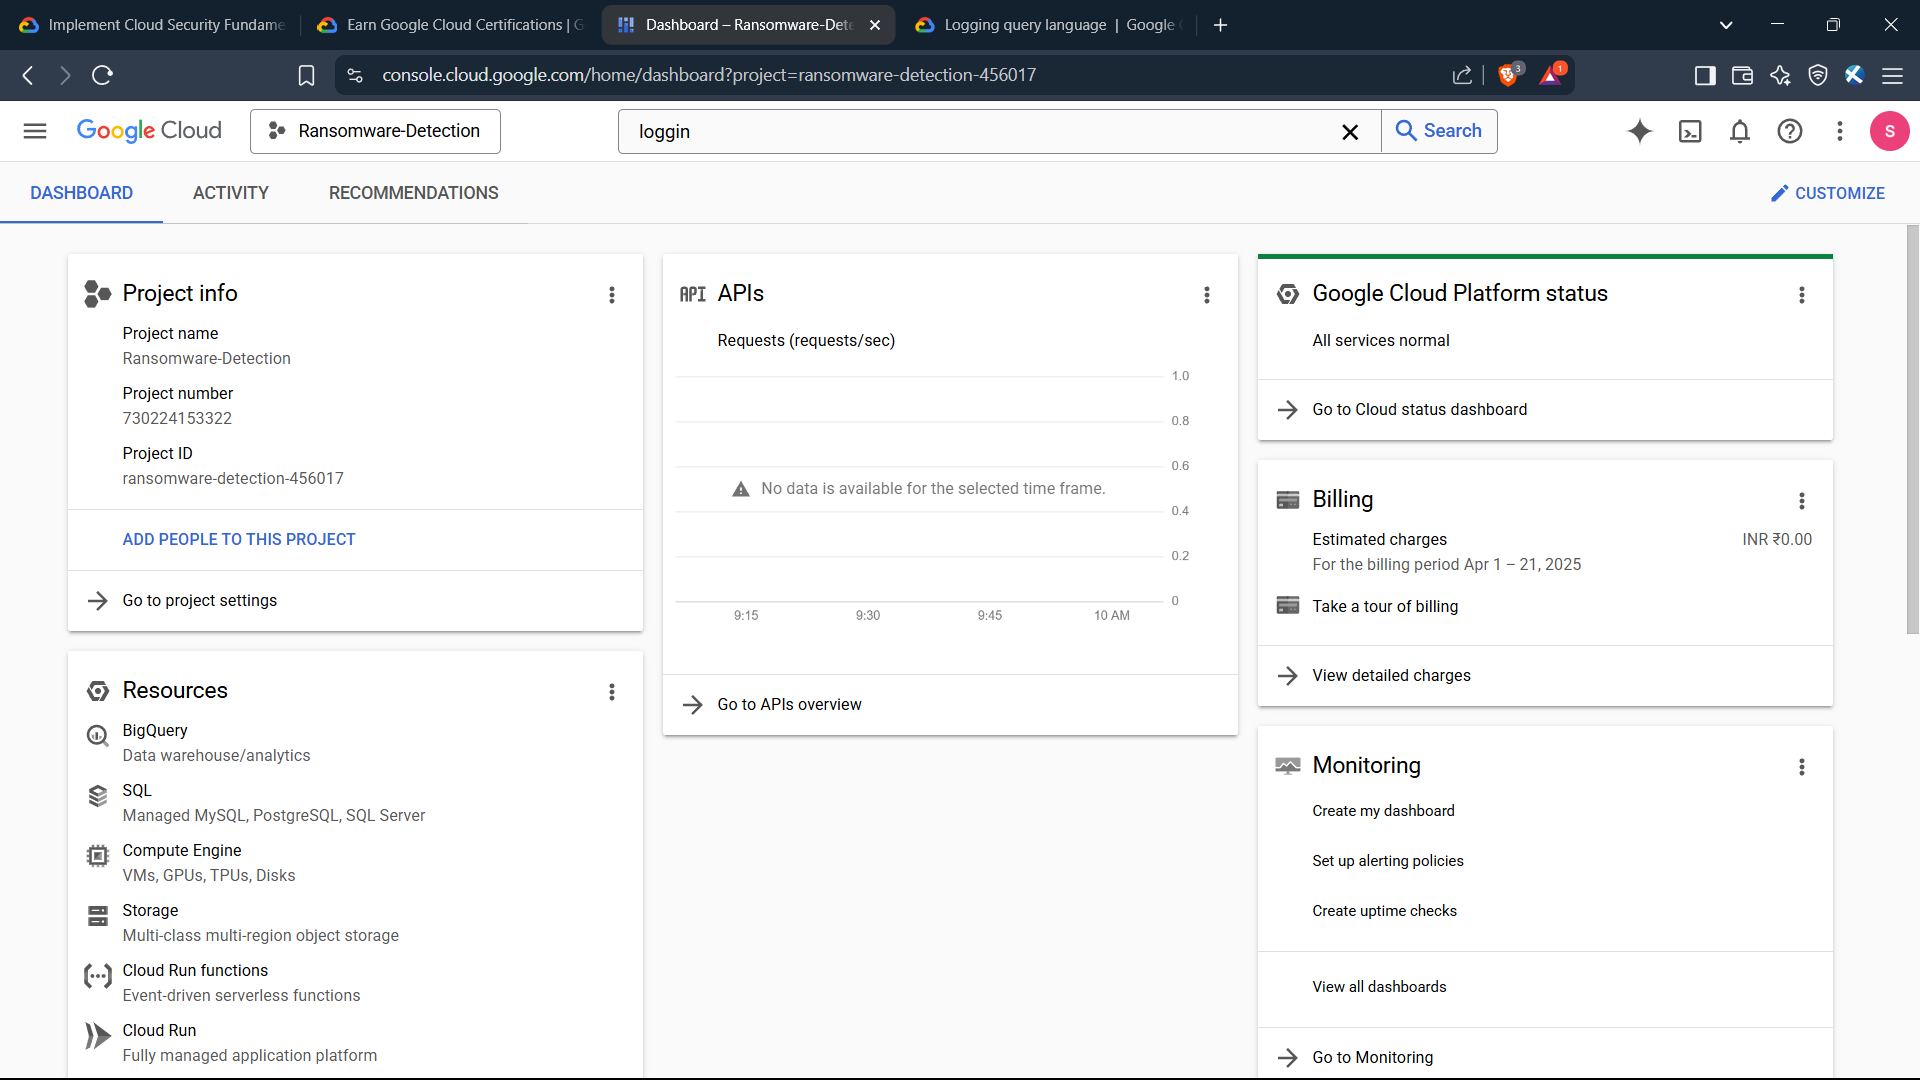 Implement Cloud Security Fundame
Earn Google Cloud Certifications | G
Dashboard – Ransomware-Dete
Logging query language | Google
console.cloud.google.com/home/dashboard?project=ransomware-detection-456017
3
1
Google Cloud
Ransomware-Detection
loggin
Search
S
DASHBOARD
ACTIVITY
RECOMMENDATIONS
CUSTOMIZE
Project info
Project name
Ransomware-Detection
Project number
730224153322
Project ID
ransomware-detection-456017
ADD PEOPLE TO THIS PROJECT
Go to project settings
Resources
BigQuery
Data warehouse/analytics
SQL
Managed MySQL, PostgreSQL, SQL Server
Compute Engine
VMs, GPUs, TPUs, Disks
Storage
Multi-class multi-region object storage
Cloud Run functions
Event-driven serverless functions
Cloud Run
Fully managed application platform
API APIs
Requests (requests/sec)
1.0
0.8
0.6
No data is available for the selected time frame.
0.4
0.2
0
9:15 9:30 9:45 10 AM
Go to APIs overview
Google Cloud Platform status
All services normal
Go to Cloud status dashboard
Billing
Estimated charges INR ₹0.00
For the billing period Apr 1 – 21, 2025
Take a tour of billing
View detailed charges
Monitoring
Create my dashboard
Set up alerting policies
Create uptime checks
View all dashboards
Go to Monitoring